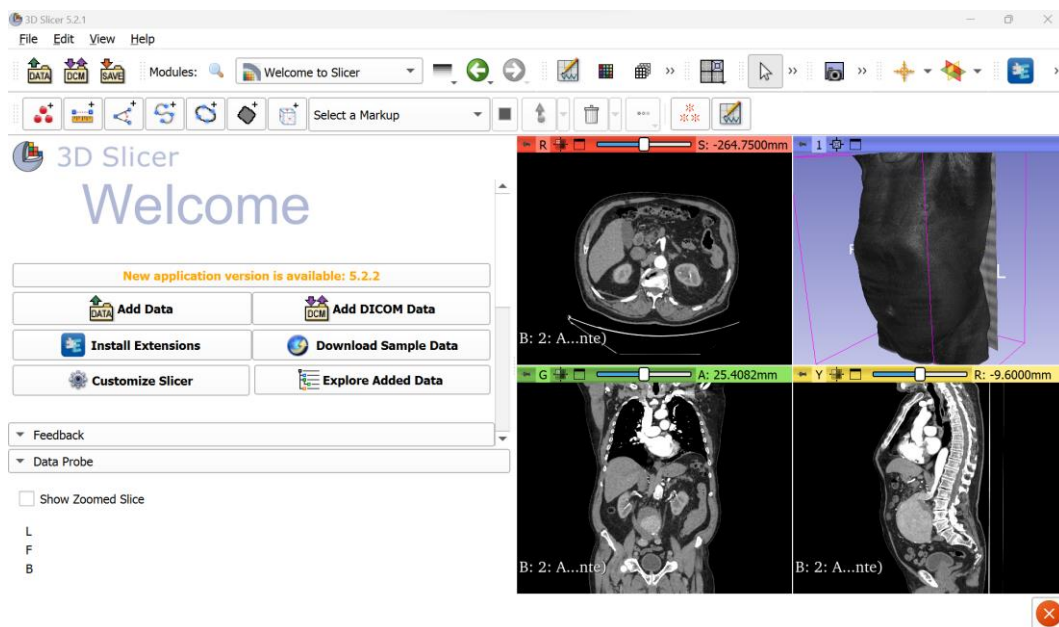 3D Slicer 5.2.1
File Edit View Help
DATA DCM SAVE Modules: Welcome to Slicer
Select a Markup
3D Slicer
Welcome
New application version is available: 5.2.2
DATA Add Data
DCM Add DICOM Data
Install Extensions
Download Sample Data
Customize Slicer
Explore Added Data
Feedback
Data Probe
Show Zoomed Slice
L
F
B
R S: -264.7500mm
B: 2: A...nte)
1
L
G A: 25.4082mm
B: 2: A...nte)
Y R: -9.6000mm
B: 2: A...nte)